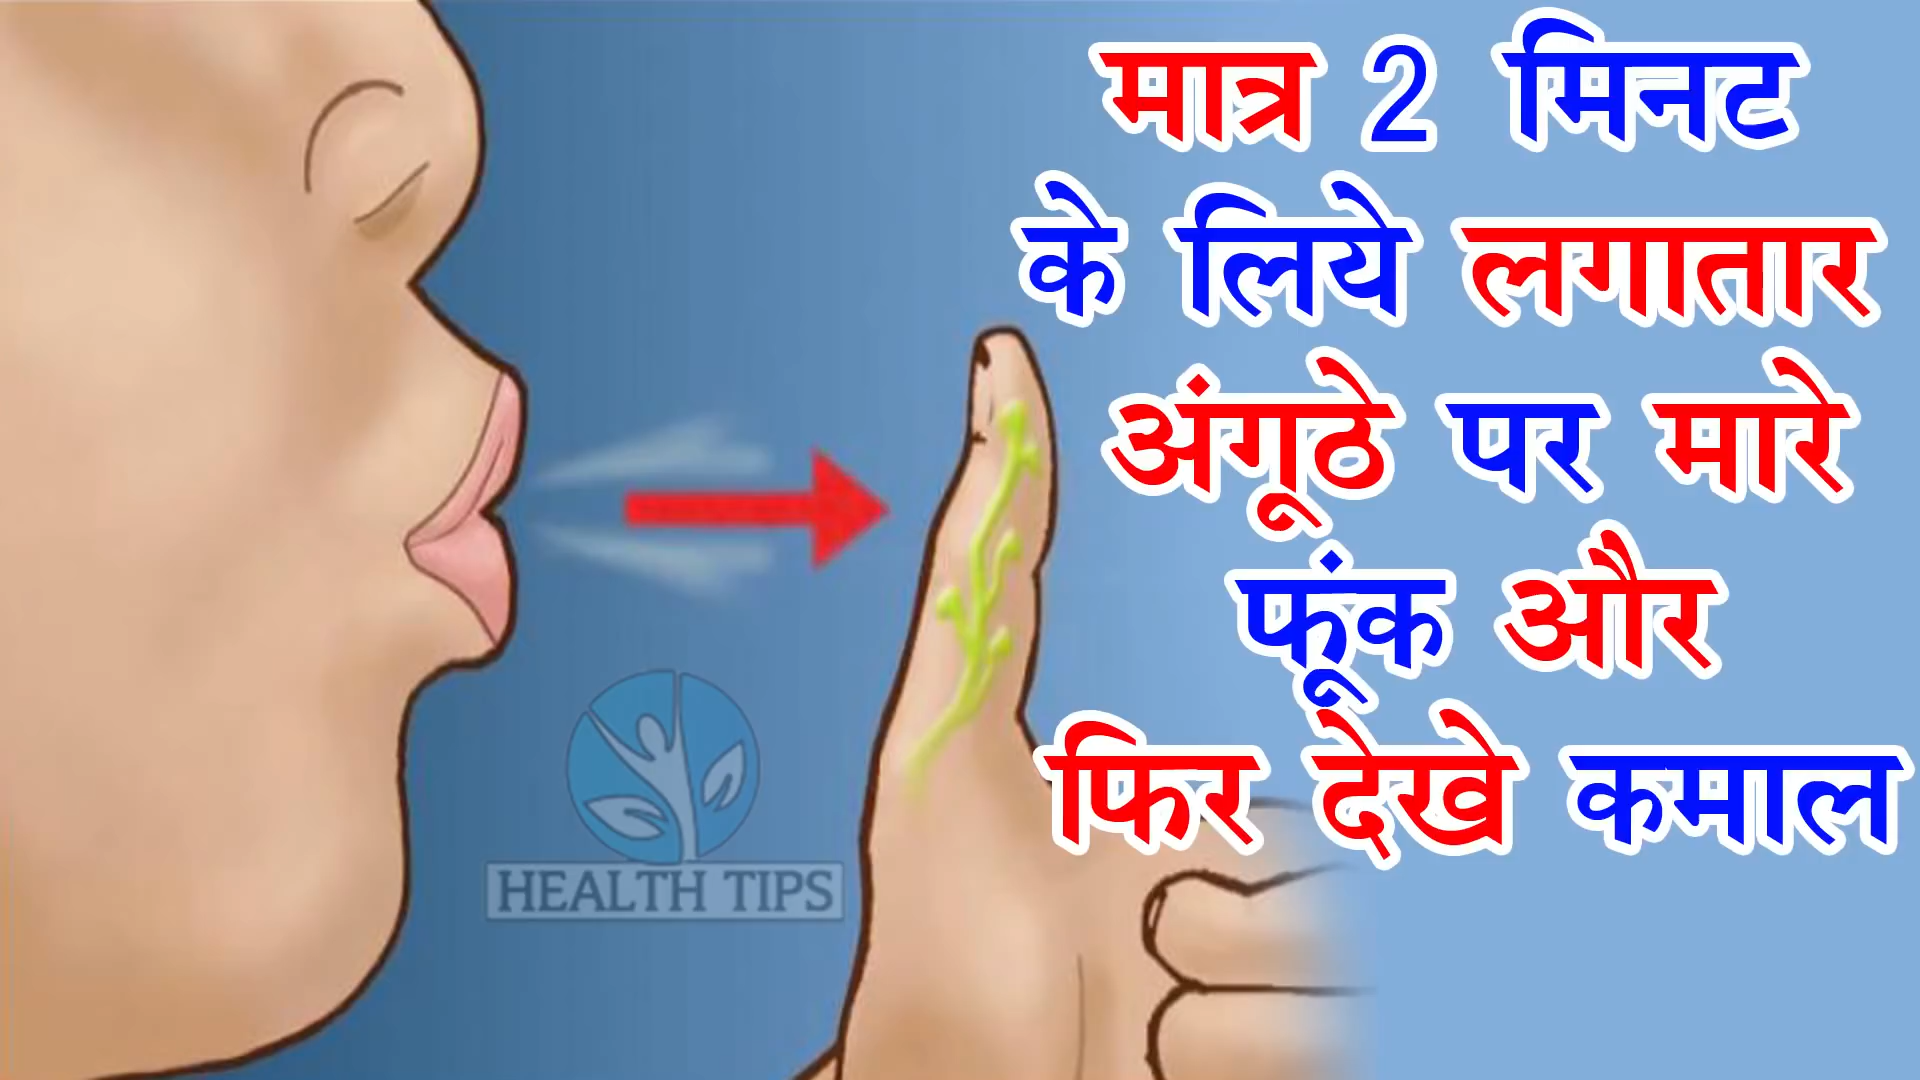 मात्र 2 मिनट
के लिये लगातार
अंगूठे पर मारे
फूंक और
फिर देखे कमाल
HEALTH TIPS